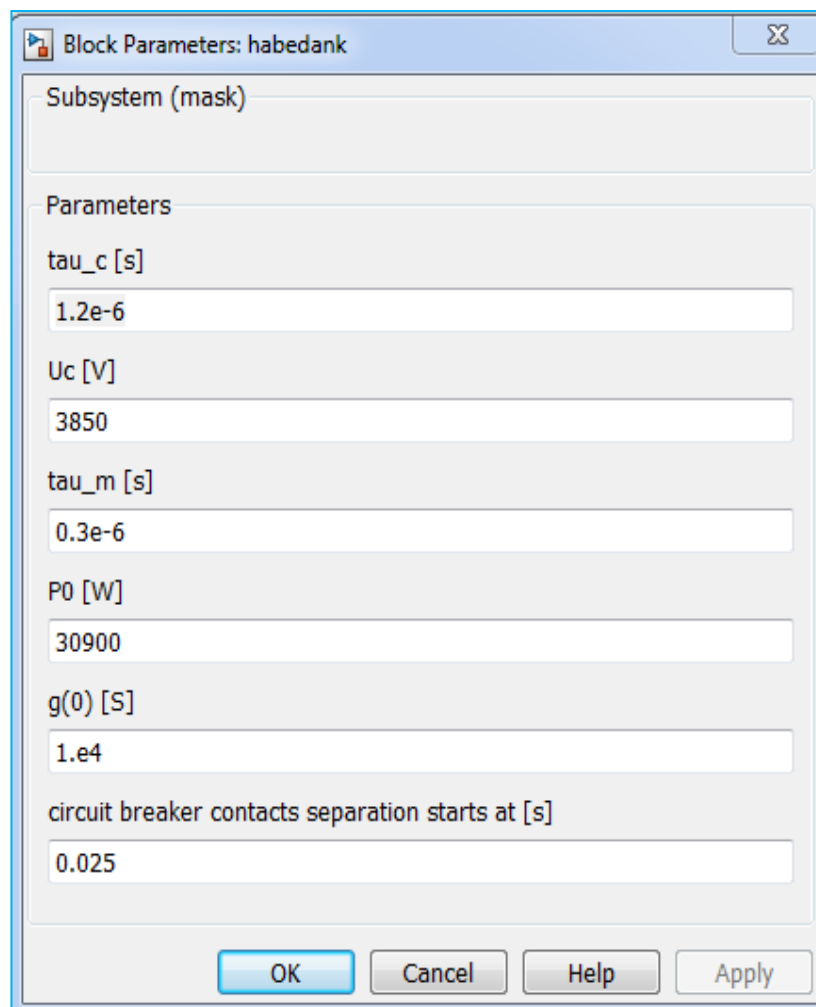 Block Parameters: habedank
Subsystem (mask)
Parameters
tau_c [s]
1.2e-6
Uc [V]
3850
tau_m [s]
0.3e-6
P0 [W]
30900
g(0) [S]
1.e4
circuit breaker contacts separation starts at [s]
0.025
OK Cancel Help Apply